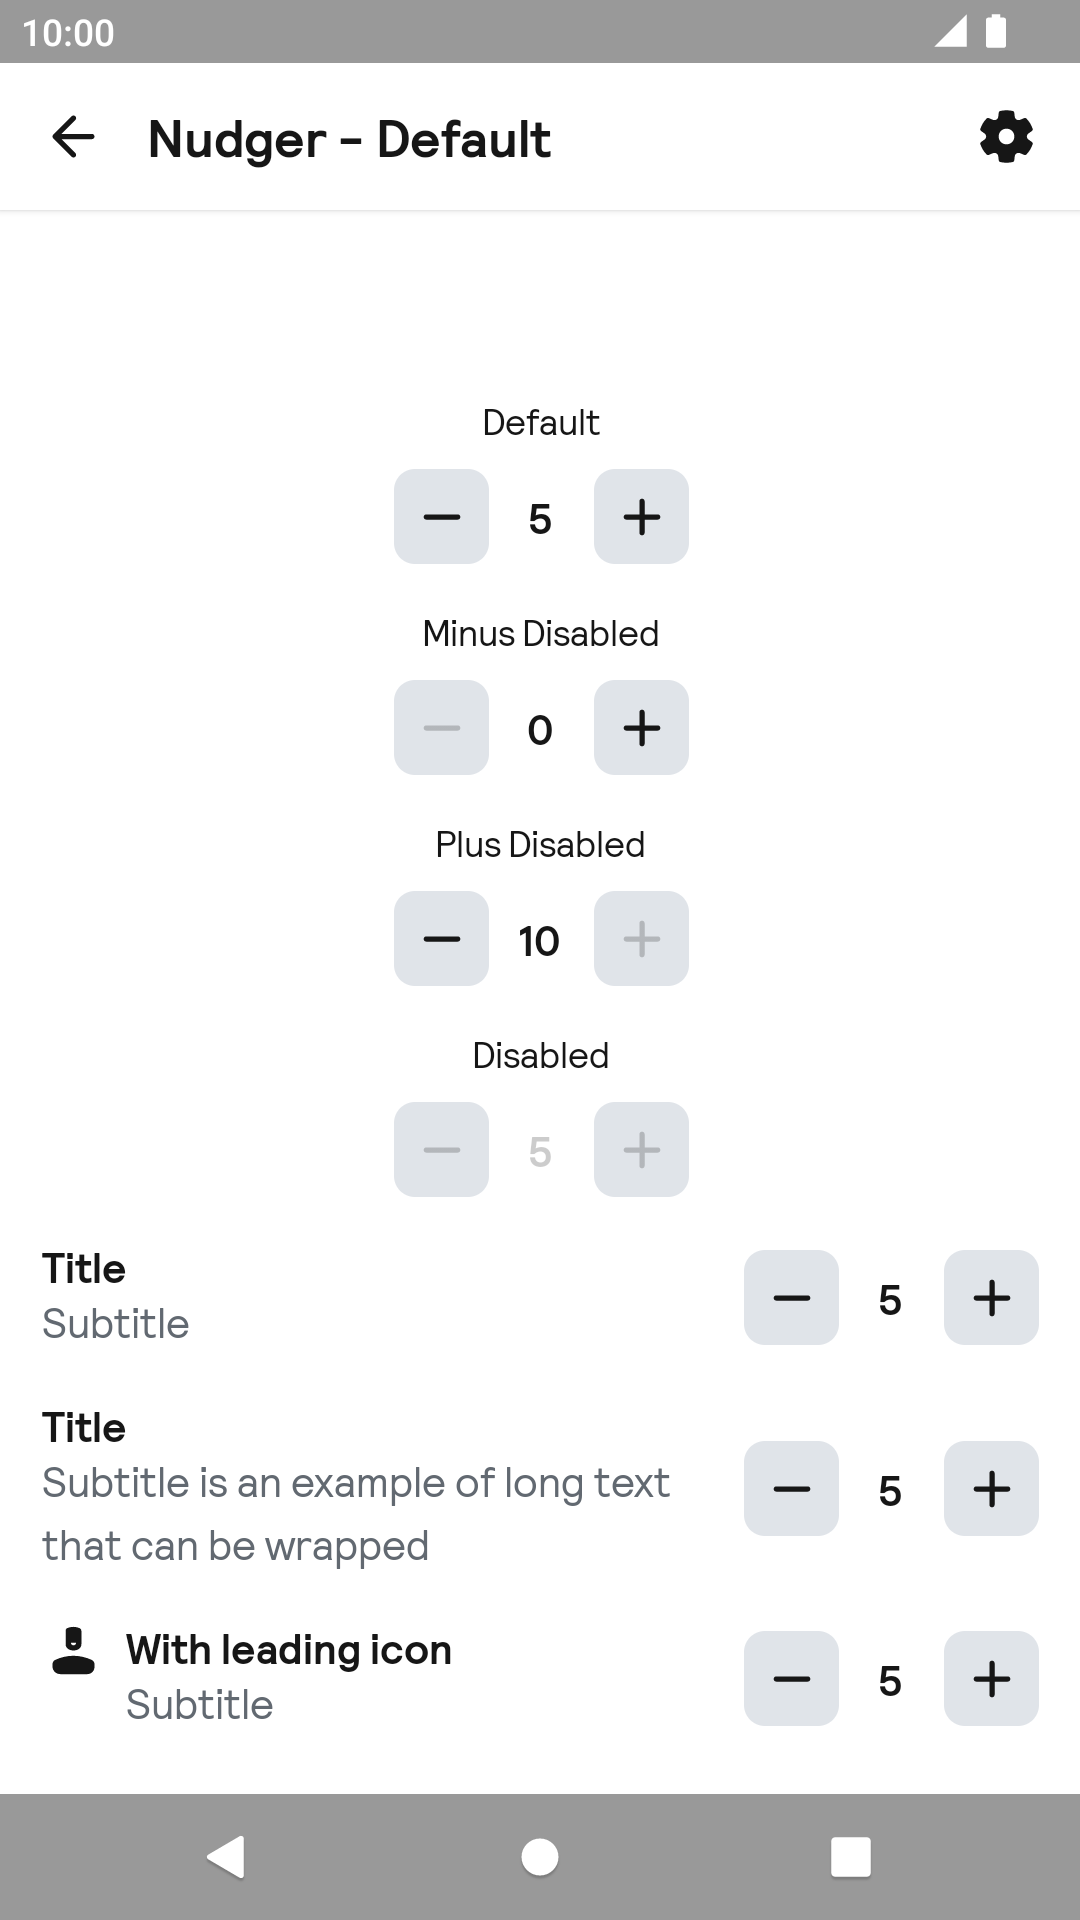 10:00
Nudger – Default
Default
5
Minus Disabled
0
Plus Disabled
10
Disabled
5
Title
Subtitle
5
Title
Subtitle is an example of long text
that can be wrapped
5
With leading icon
Subtitle
5